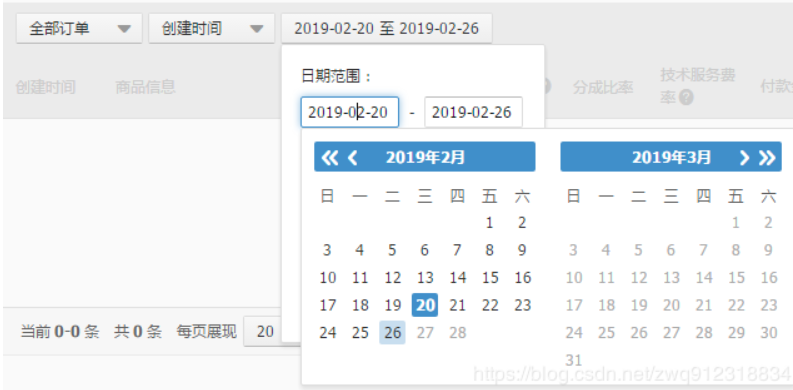 全部订单 创建时间 2019-02-20 至 2019-02-26
创建时间 商品信息 分成比率 技术服务费率 付款
日期范围：
2019-02-20 - 2019-02-26
2019年2月 2019年3月
日 一 二 三 四 五 六 日 一 二 三 四 五 六
1 2 1 2
3 4 5 6 7 8 9 3 4 5 6 7 8 9
10 11 12 13 14 15 16 10 11 12 13 14 15 16
17 18 19 20 21 22 23 17 18 19 20 21 22 23
24 25 26 27 28 24 25 26 27 28 29 30
31
当前 0-0 条 共 0 条 每页展现 20
https://blog.csdn.net/zwq912318834